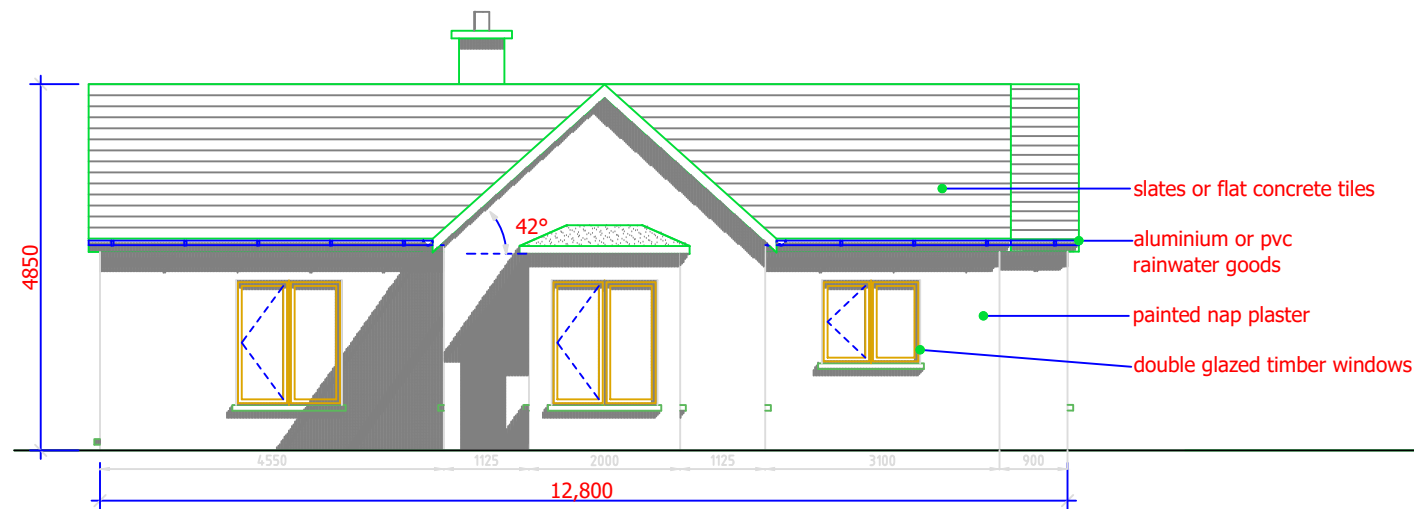 slates or flat concrete tiles
42°
aluminium or pvc
rainwater goods
4850
painted nap plaster
double glazed timber windows
4550 1125 2000 1125 3100 900
12,800